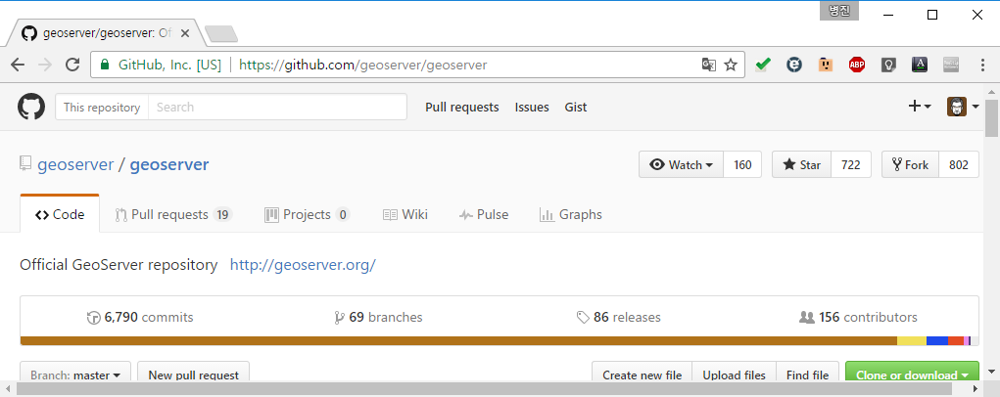 병진
geoserver/geoserver: Of
GitHub, Inc. [US] https://github.com/geoserver/geoserver
ABP
This repository Search Pull requests Issues Gist
geoserver / geoserver Watch 160 Star 722 Fork 802
Code Pull requests 19 Projects 0 Wiki Pulse Graphs
Official GeoServer repository http://geoserver.org/
6,790 commits 69 branches 86 releases 156 contributors
Branch: master New pull request Create new file Upload files Find file Clone or download